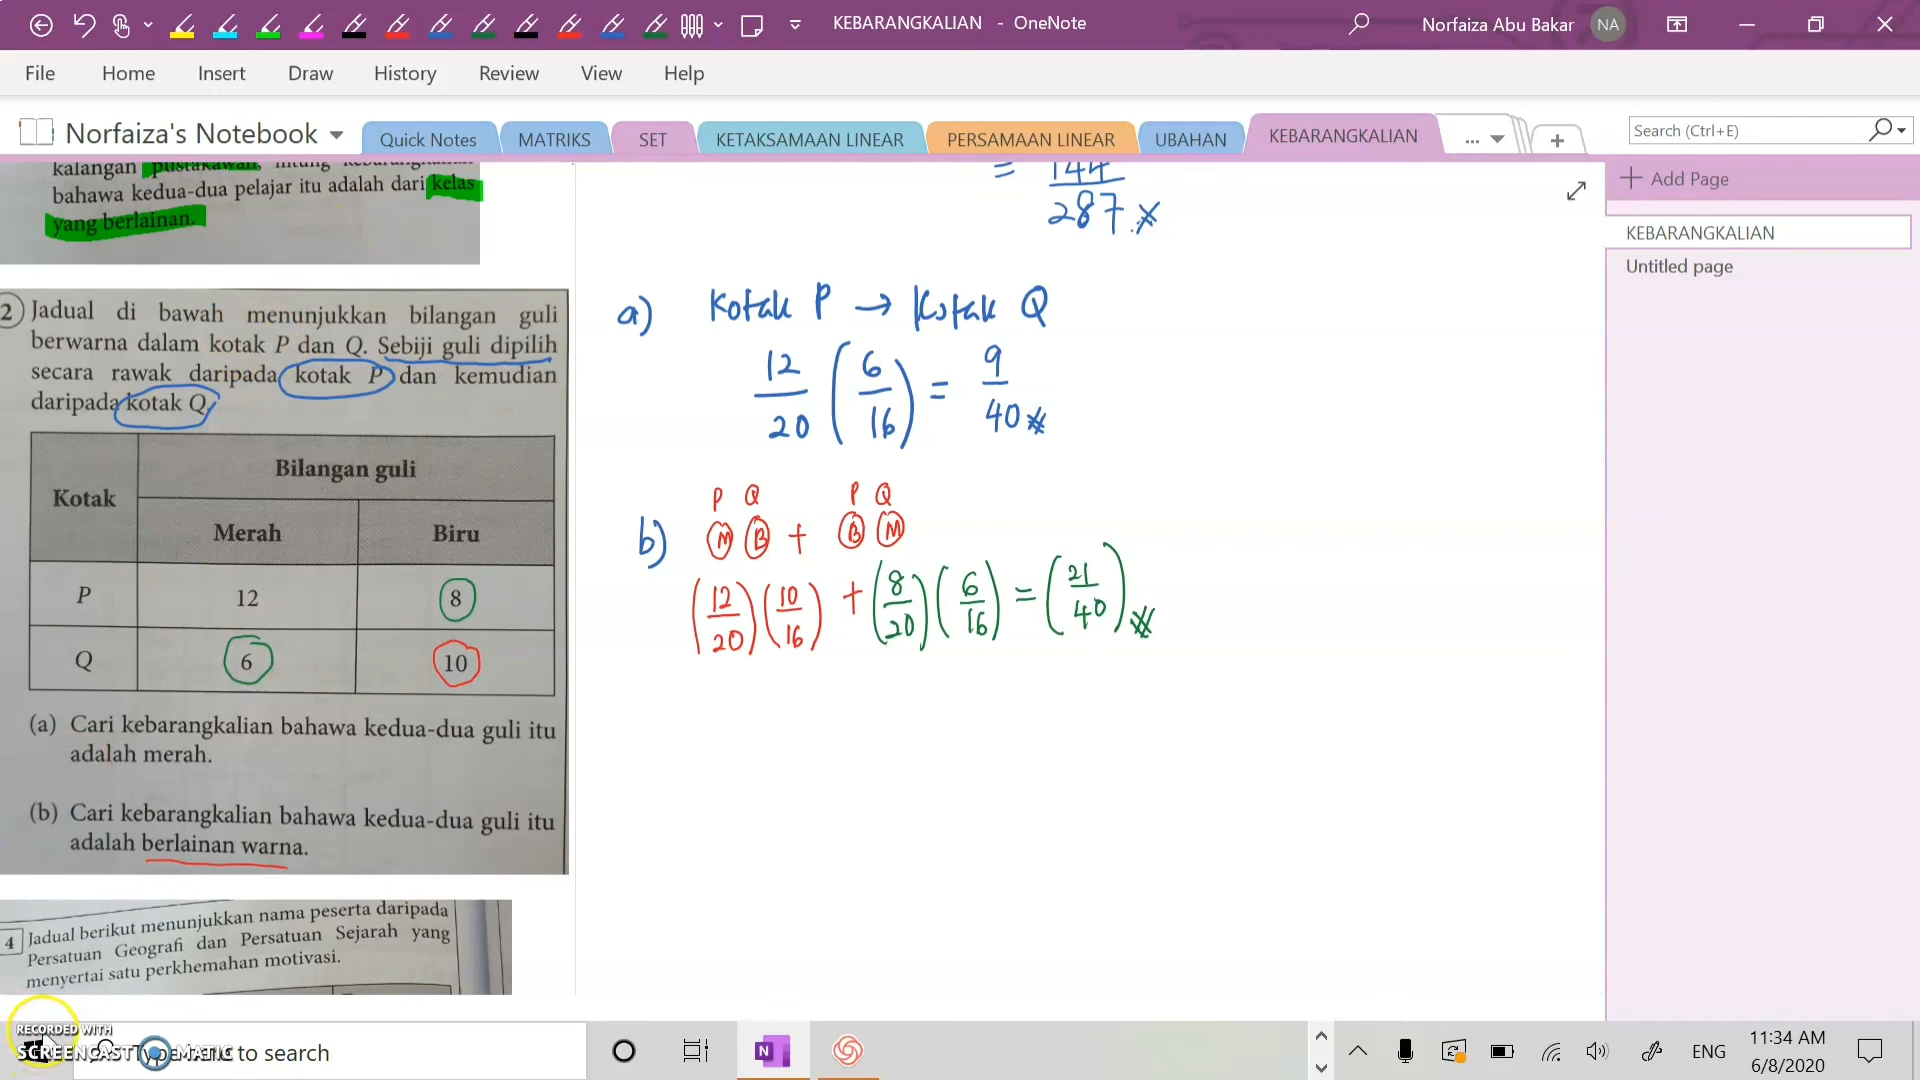 KEBARANGKALIAN - OneNote
Norfaiza Abu Bakar NA
File Home Insert Draw History Review View Help
Norfaiza's Notebook
Quick Notes MATRIKS SET KETAKSAMAAN LINEAR PERSAMAAN LINEAR UBAHAN KEBARANGKALIAN ...
Search (Ctrl+E)
Add Page
KEBARANGKALIAN
Untitled page
kalangan pustakawan, hitung kebarangkalian
bahawa kedua-dua pelajar itu adalah dari kelas
yang berlainan.
2 Jadual di bawah menunjukkan bilangan guli
berwarna dalam kotak P dan Q. Sebiji guli dipilih
secara rawak daripada kotak P dan kemudian
daripada kotak Q.
Kotak Bilangan guli
Merah Biru
P 12 8
Q 6 10
(a) Cari kebarangkalian bahawa kedua-dua guli itu
adalah merah.
(b) Cari kebarangkalian bahawa kedua-dua guli itu
adalah berlainan warna.
4 Jadual berikut menunjukkan nama peserta daripada
Persatuan Geografi dan Persatuan Sejarah yang
menyertai satu perkhemahan motivasi.
= 144/287
a) Kotak P → Kotak Q
12/20 (6/16) = 9/40
P Q P Q
b) M B + B M
(12/20)(10/16) + (8/20)(6/16) = (21/40)
RECORDED WITH
SCREENCAST MATIC
Type here to search
N
ENG
11:34 AM
6/8/2020